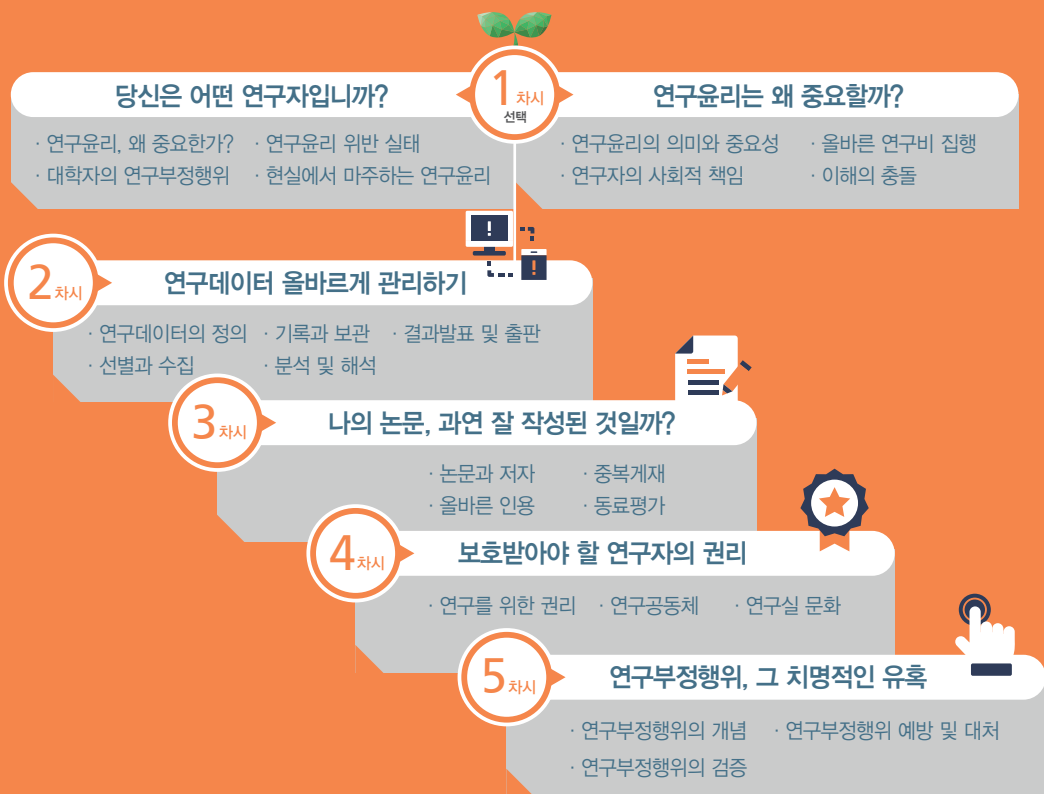 1차시
선택
당신은 어떤 연구자입니까?
· 연구윤리, 왜 중요한가? · 연구윤리 위반 실태
· 대학자의 연구부정행위 · 현실에서 마주하는 연구윤리
연구윤리는 왜 중요할까?
· 연구윤리의 의미와 중요성 · 올바른 연구비 집행
· 연구자의 사회적 책임 · 이해의 충돌
2차시
연구데이터 올바르게 관리하기
· 연구데이터의 정의 · 기록과 보관 · 결과발표 및 출판
· 선별과 수집 · 분석 및 해석
3차시
나의 논문, 과연 잘 작성된 것일까?
· 논문과 저자 · 중복게재
· 올바른 인용 · 동료평가
4차시
보호받아야 할 연구자의 권리
· 연구를 위한 권리 · 연구공동체 · 연구실 문화
5차시
연구부정행위, 그 치명적인 유혹
· 연구부정행위의 개념 · 연구부정행위 예방 및 대처
· 연구부정행위의 검증